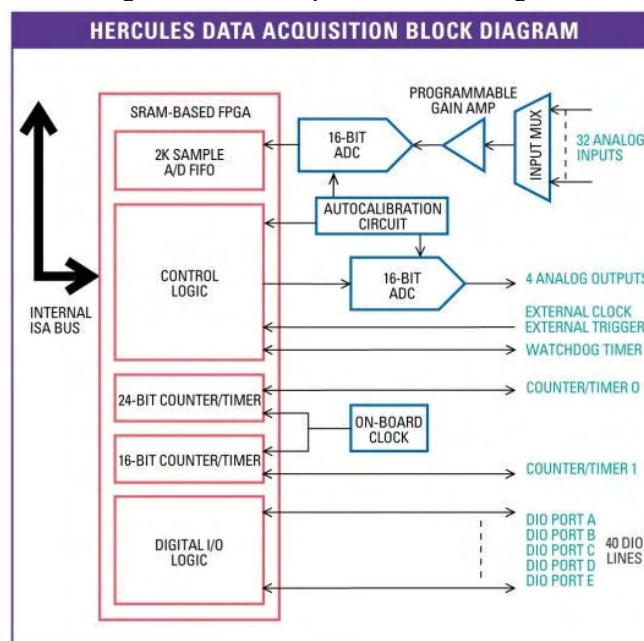 HERCULES DATA ACQUISITION BLOCK DIAGRAM
SRAM-BASED FPGA
2K SAMPLE
A/D FIFO
16-BIT
ADC
PROGRAMMABLE
GAIN AMP
INPUT MUX
32 ANALOG
INPUTS
AUTOCALIBRATION
CIRCUIT
CONTROL
LOGIC
16-BIT
ADC
4 ANALOG OUTPUTS
INTERNAL
ISA BUS
EXTERNAL CLOCK
EXTERNAL TRIGGER
WATCHDOG TIMER
24-BIT COUNTER/TIMER
COUNTER/TIMER 0
ON-BOARD
CLOCK
16-BIT COUNTER/TIMER
COUNTER/TIMER 1
DIGITAL I/O
LOGIC
DIO PORT A
DIO PORT B
DIO PORT C
DIO PORT D
DIO PORT E
40 DIO
LINES